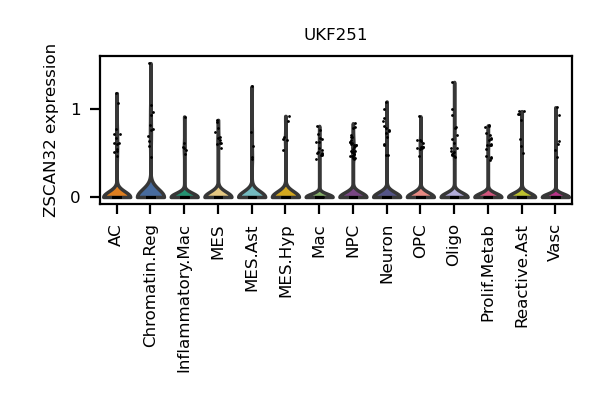 UKF251
ZSCAN32 expression
1
0
AC
Chromatin.Reg
Inflammatory.Mac
MES
MES.Ast
MES.Hyp
Mac
NPC
Neuron
OPC
Oligo
Prolif.Metab
Reactive.Ast
Vasc